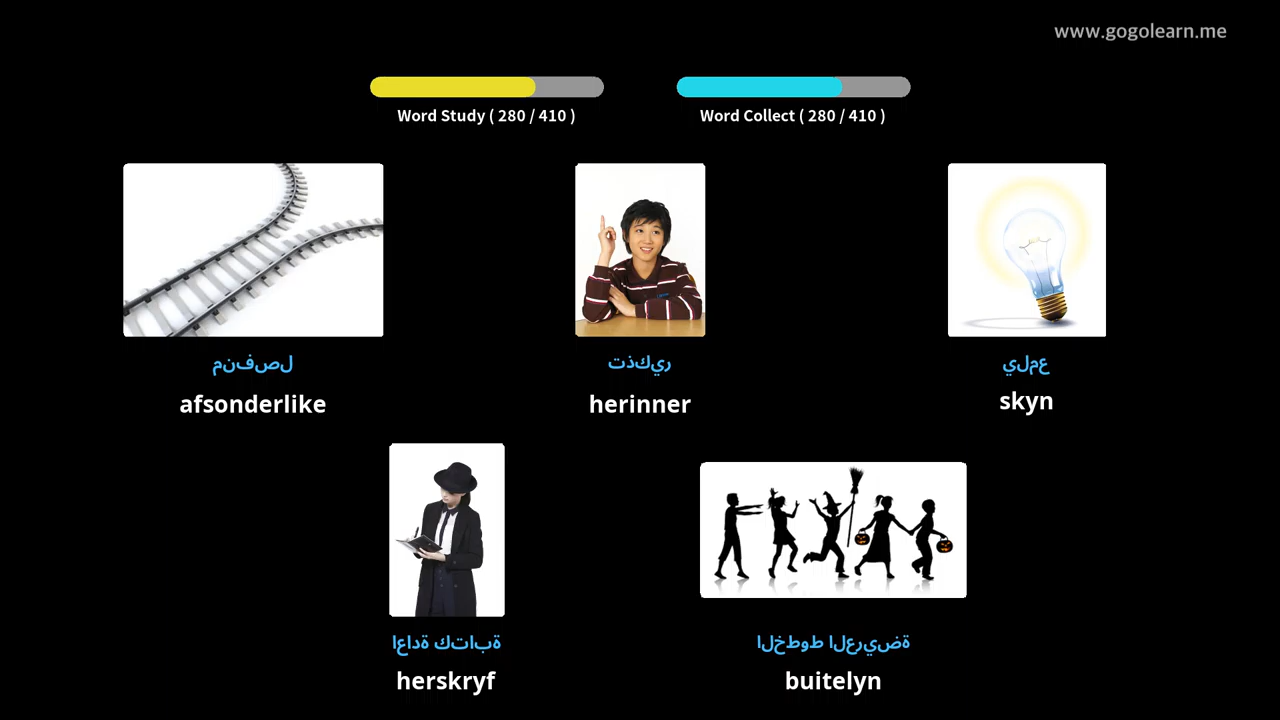 www.gogolearn.me
Word Study ( 280 / 410 )
Word Collect ( 280 / 410 )
منفصل
afsonderlike
تذكير
herinner
يلمع
skyn
اعادة كتابة
herskryf
الخطوط العريضة
buitelyn